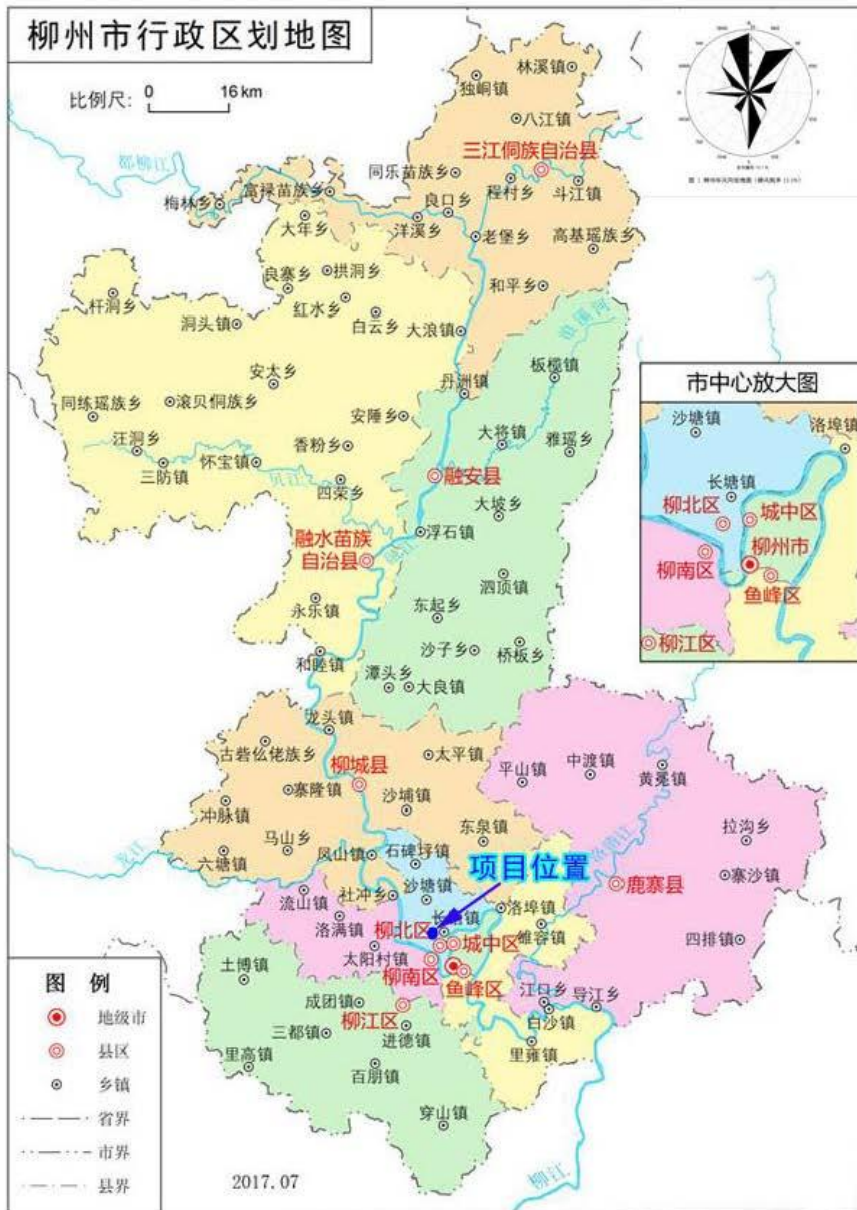 柳州市行政区划地图
比例尺: 0 16 km
林溪镇
独峒镇
八江镇
三江侗族自治县
同乐苗族乡
程村乡
斗江镇
梅林乡
富禄苗族乡
良口乡
洋溪乡
老堡乡
高基瑶族乡
和平乡
大年乡
良寨乡
拱洞乡
杆洞乡
红水乡
白云乡
大浪镇
洞头镇
安太乡
滚贝侗族乡
同练瑶族乡
安陲乡
汪洞乡
三防镇
怀宝镇
香粉乡
贝江
四荣乡
丹洲镇
板榄镇
大将镇
雅瑶乡
融安县
大坡乡
浮石镇
融水苗族
自治县
永乐镇
泗顶镇
东起乡
和睦镇
沙子乡
桥板乡
潭头乡
大良镇
市中心放大图
沙塘镇
洛埠镇
长塘镇
柳北区
城中区
柳州市
柳南区
鱼峰区
柳江区
龙头镇
古砦仫佬族乡
太平镇
柳城县
寨隆镇
沙埔镇
冲脉镇
马山乡
东泉镇
龙江
六塘镇
凤山镇
石碑坪镇
平山镇
中渡镇
黄冕镇
拉沟乡
寨沙镇
鹿寨县
四排镇
项目位置
沙塘镇
社冲乡
流山镇
洛满镇
柳北区
洛埠镇
雒容镇
太阳村镇
城中区
柳南区
鱼峰区
江口乡
导江乡
白沙镇
里雍镇
土博镇
成团镇
柳江区
三都镇
进德镇
里高镇
百朋镇
穿山镇
柳江
图 例
地级市
县区
乡镇
省界
市界
县界
2017.07